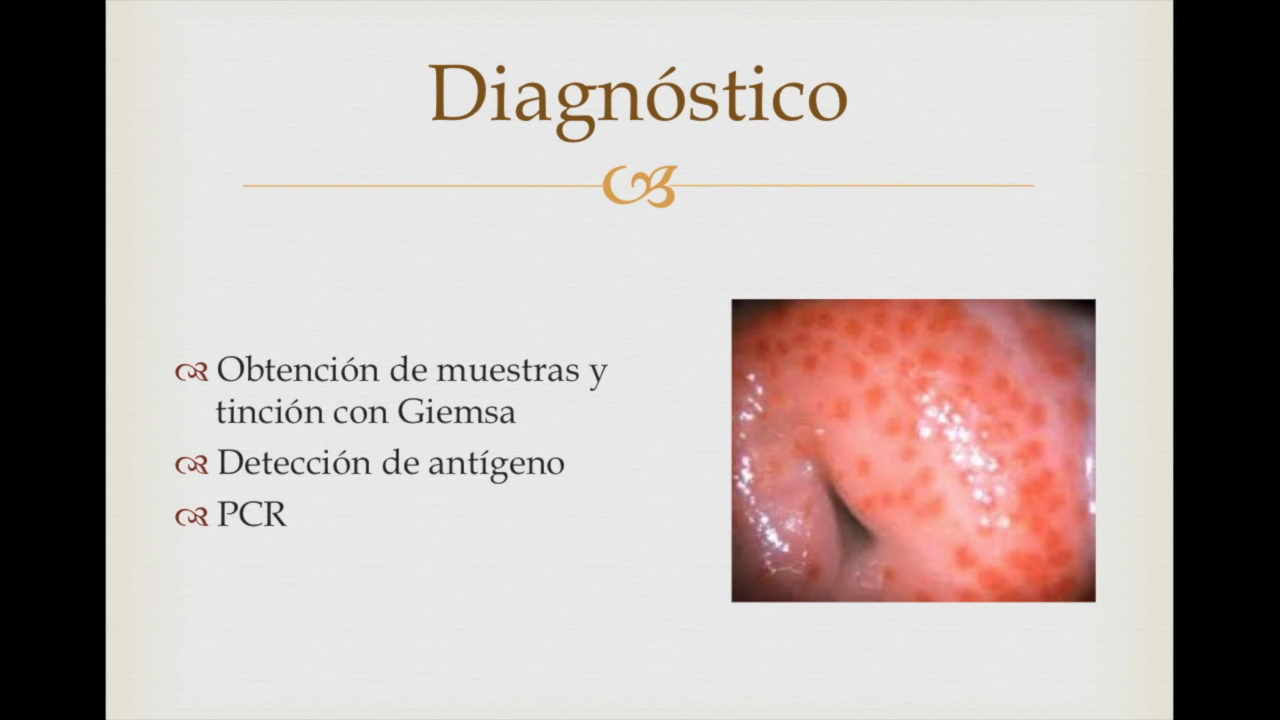 Diagnóstico
Obtención de muestras y
tinción con Giemsa
Detección de antígeno
PCR